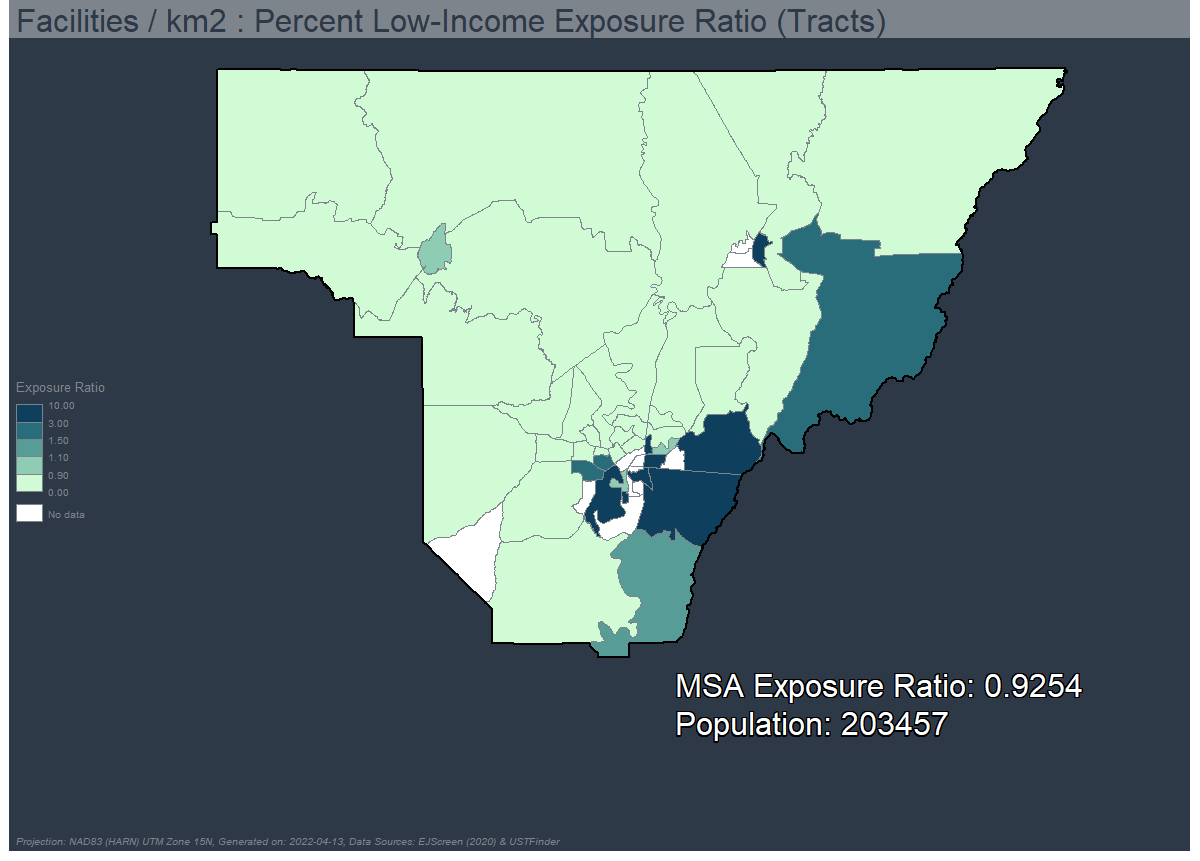 Facilities / km2 : Percent Low-Income Exposure Ratio (Tracts)
Exposure Ratio
10.00
3.00
1.50
1.10
0.90
0.00
No data
MSA Exposure Ratio: 0.9254
Population: 203457
Projection: NAD83 (HARN) UTM Zone 15N, Generated on: 2022-04-13, Data Sources: EJScreen (2020) & USTFinder